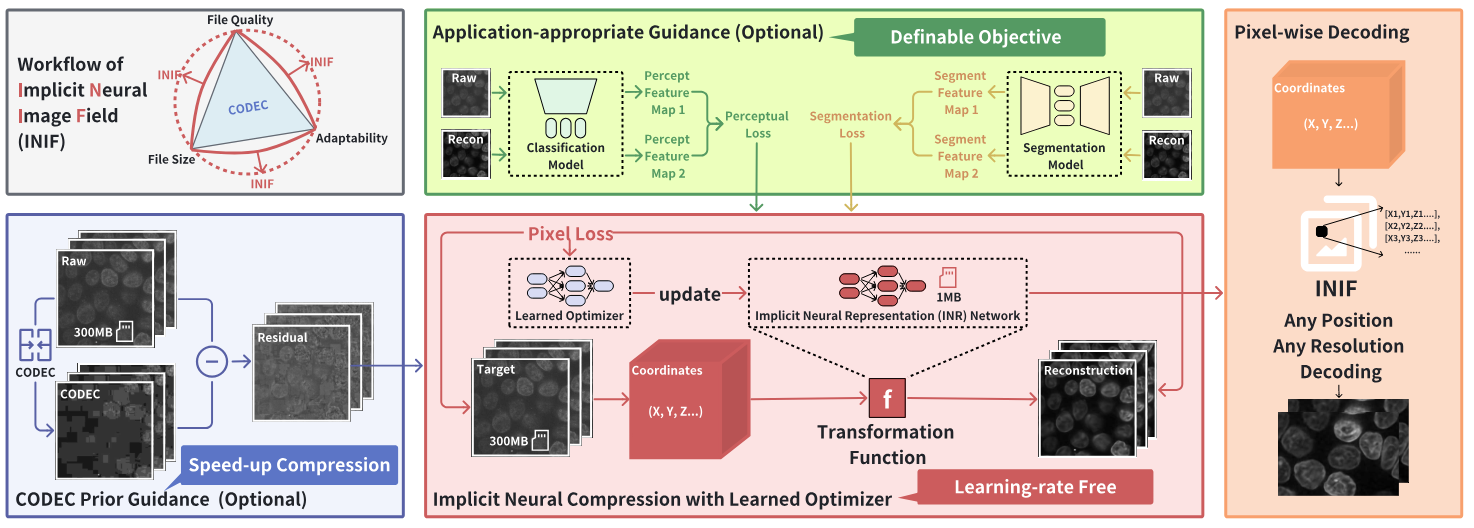 Workflow of
Implicit Neural
Image Field
(INIF)
File Quality
INIF
INIF
CODEC
Adaptability
File Size
INIF
Application-appropriate Guidance (Optional)
Definable Objective
Raw
Recon
Classification
Model
Percept
Feature
Map 1
Percept
Feature
Map 2
Perceptual
Loss
Segmentation
Loss
Segment
Feature
Map 1
Segment
Feature
Map 2
Segmentation
Model
Raw
Recon
Raw
300MB
CODEC
CODEC
Residual
Speed-up Compression
CODEC Prior Guidance (Optional)
Pixel Loss
Learned Optimizer
update
1MB
Implicit Neural Representation (INR) Network
Target
300MB
Coordinates
(X, Y, Z...)
f
Transformation
Function
Reconstruction
Implicit Neural Compression with Learned Optimizer
Learning-rate Free
Pixel-wise Decoding
Coordinates
(X, Y, Z...)
[X1,Y1,Z1....],
[X2,Y2,Z2....],
[X3,Y3,Z3....],
......
INIF
Any Position
Any Resolution
Decoding